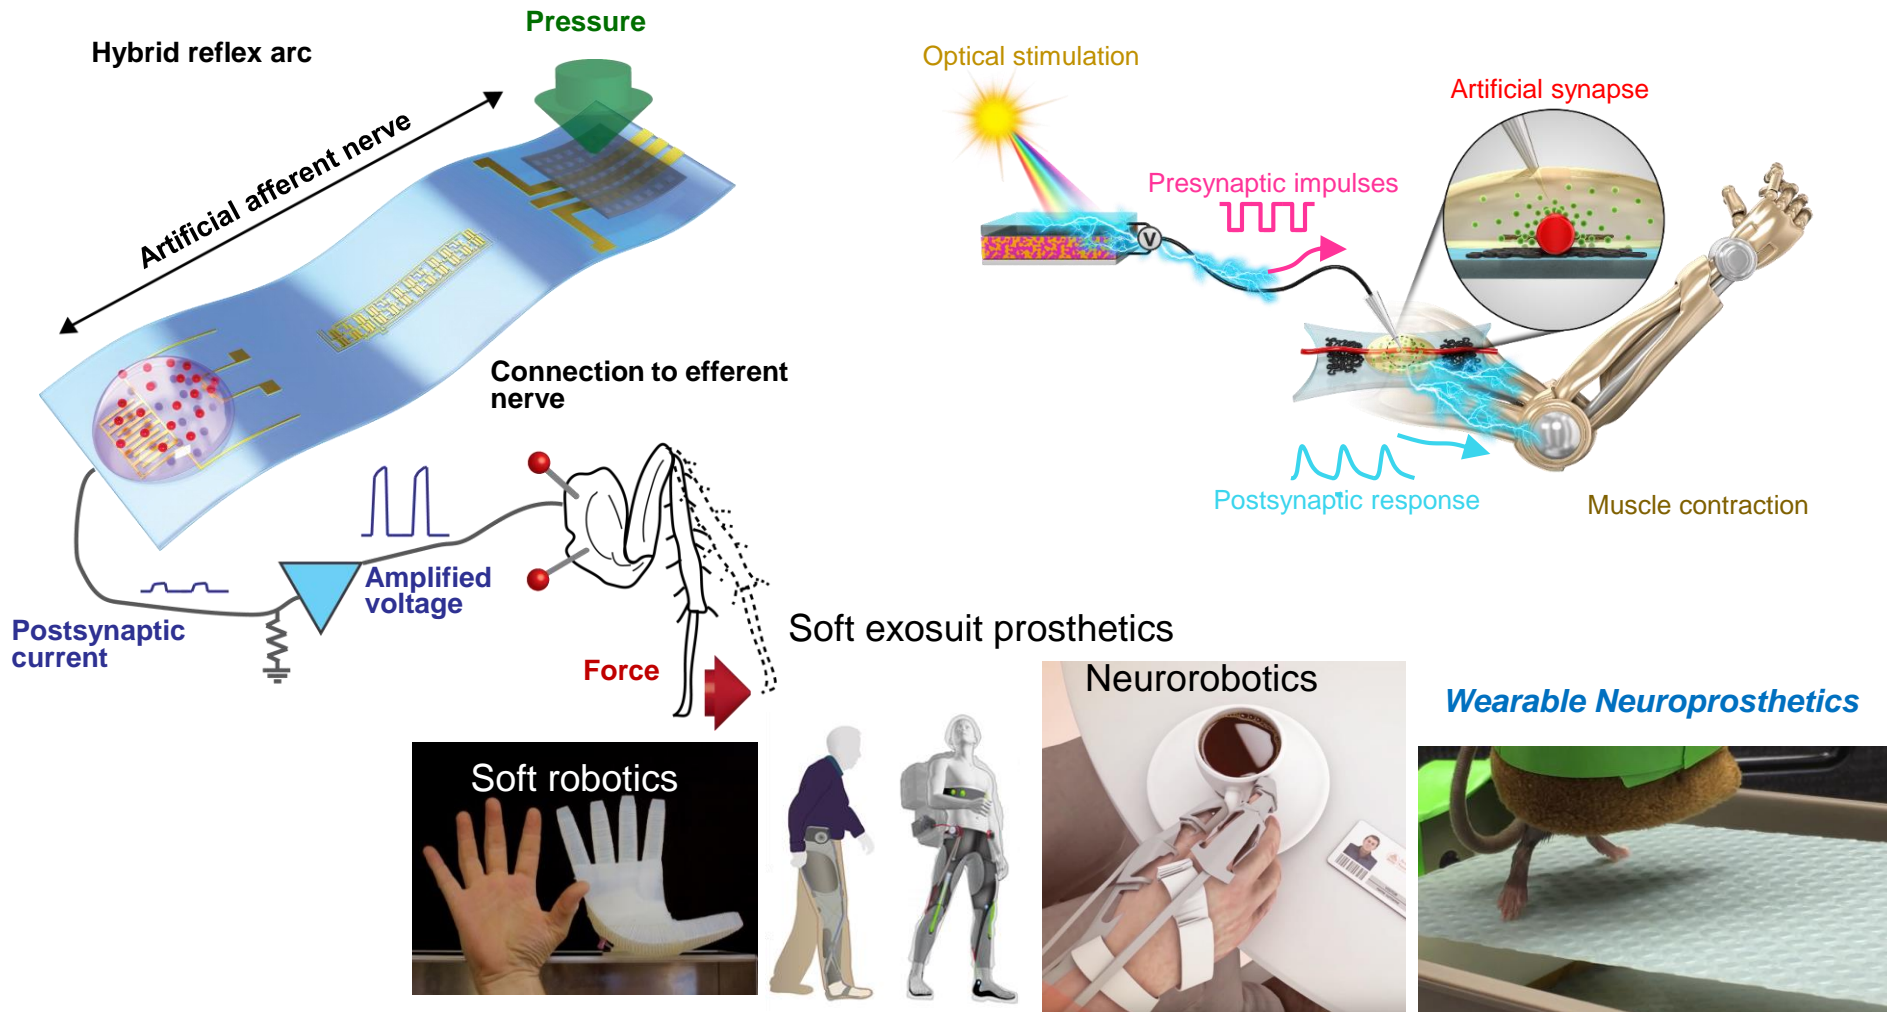 Pressure
Hybrid reflex arc
Artificial afferent nerve
Connection to efferent
nerve
Amplified
voltage
Postsynaptic
current
Force
Optical stimulation
Artificial synapse
Presynaptic impulses
V
Postsynaptic response
Muscle contraction
Soft exosuit prosthetics
Neurorobotics
Wearable Neuroprosthetics
Soft robotics